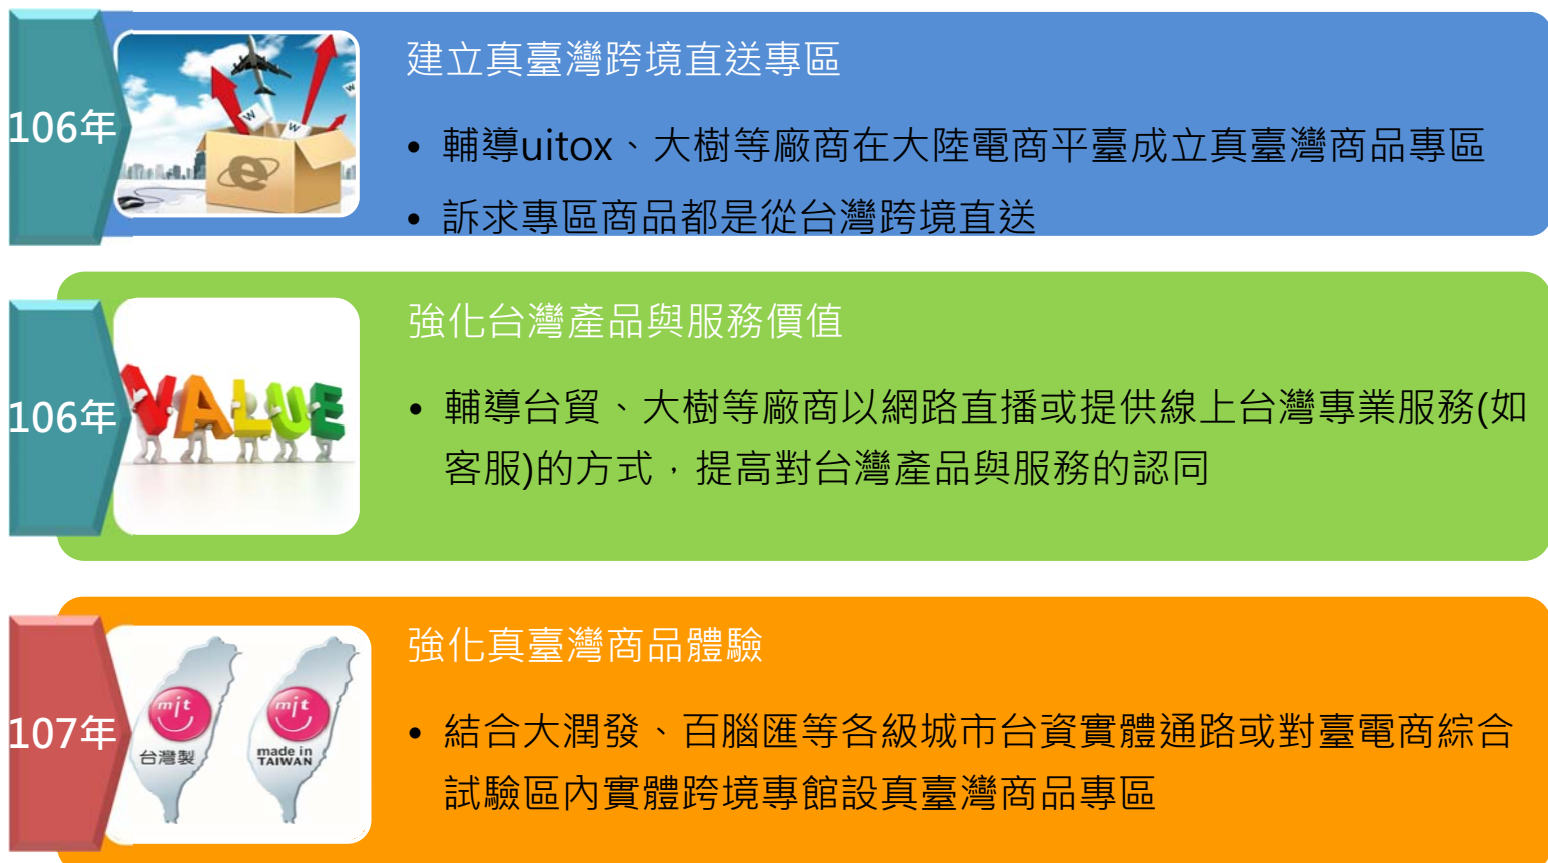 106年
建立真臺灣跨境直送專區
• 輔導uitox、大樹等廠商在大陸電商平臺成立真臺灣商品專區
• 訴求專區商品都是從台灣跨境直送
W
W
e
106年
VALUE
強化台灣產品與服務價值
• 輔導台貿、大樹等廠商以網路直播或提供線上台灣專業服務(如
客服)的方式，提高對台灣產品與服務的認同
107年
mit
台灣製
mit
made in
TAIWAN
強化真臺灣商品體驗
• 結合大潤發、百腦匯等各級城市台資實體通路或對臺電商綜合
試驗區內實體跨境專館設真臺灣商品專區